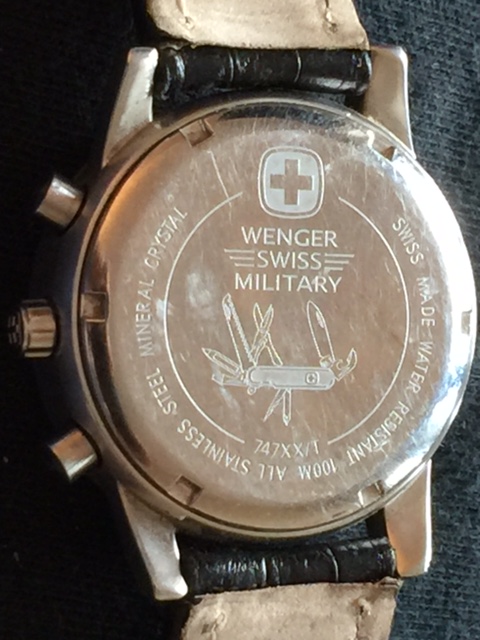 WENGER
SWISS
MILITARY
747XX/T
SWISS MADE WATER RESISTANT 100M ALL STAINLESS STEEL MINERAL CRYSTAL